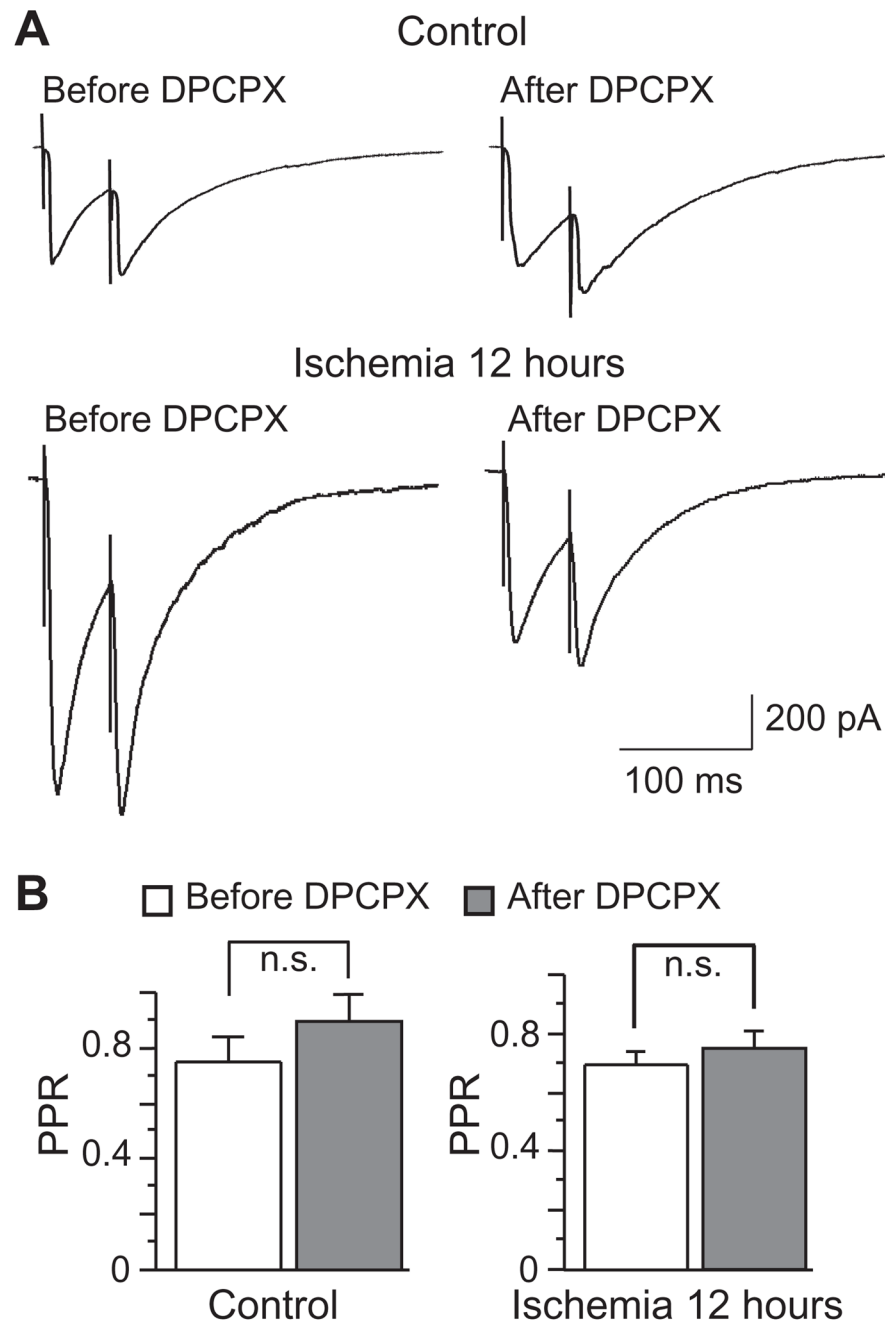 A
Control
Before DPCPX
After DPCPX
Ischemia 12 hours
Before DPCPX
After DPCPX
200 pA
100 ms
B
Before DPCPX
After DPCPX
n.s.
n.s.
PPR
0.8
0.4
0
Control
PPR
0.8
0.4
0
Ischemia 12 hours